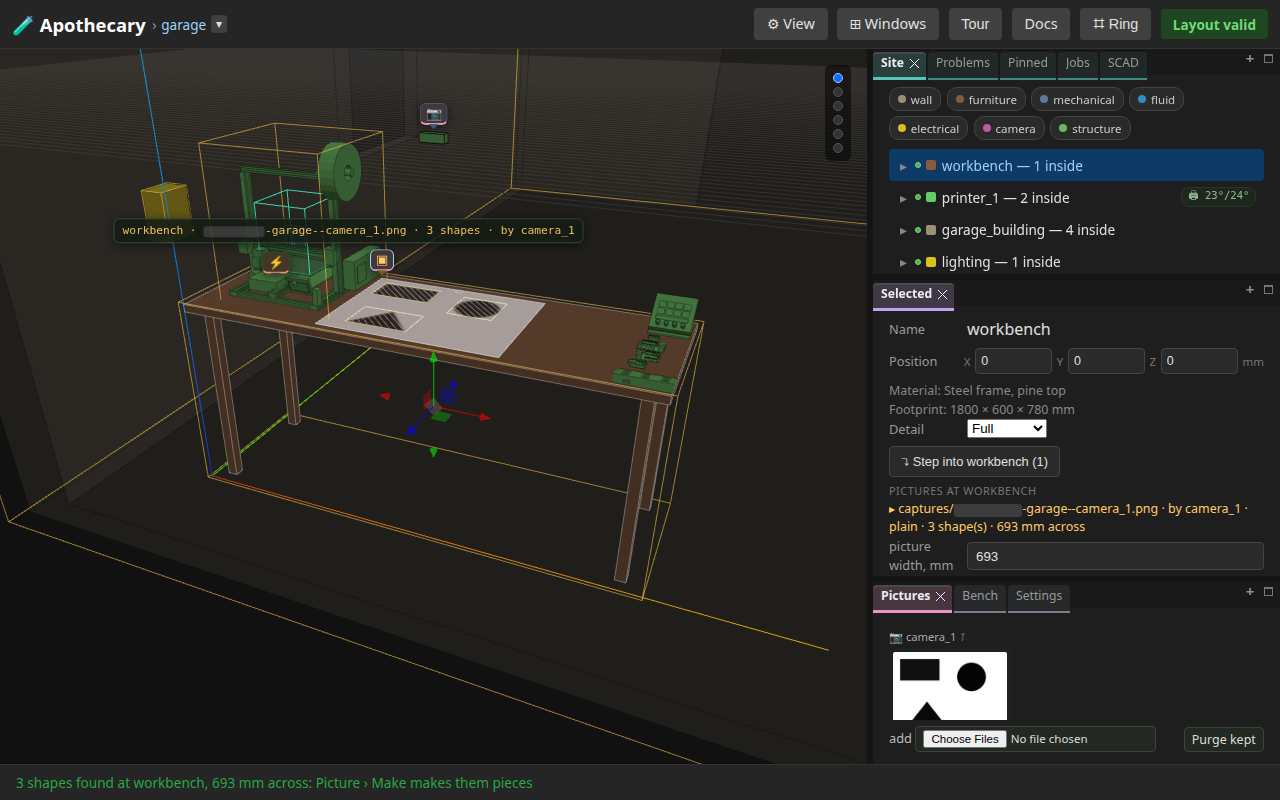 Apothecary › garage ▾
⚙ View
⊞ Windows
Tour
Docs
⌗ Ring
Layout valid
workbench · -garage--camera_1.png · 3 shapes · by camera_1
Site
Problems
Pinned
Jobs
SCAD
wall
furniture
mechanical
fluid
electrical
camera
structure
workbench — 1 inside
printer_1 — 2 inside
23°/24°
garage_building — 4 inside
lighting — 1 inside
Selected
Name workbench
Position X 0 Y 0 Z 0 mm
Material: Steel frame, pine top
Footprint: 1800 × 600 × 780 mm
Detail Full
Step into workbench (1)
PICTURES AT WORKBENCH
▸ captures/ -garage--camera_1.png · by camera_1 ·
plain · 3 shape(s) · 693 mm across
picture
width, mm
693
Pictures
Bench
Settings
camera_1 1
add Choose Files No file chosen
Purge kept
3 shapes found at workbench, 693 mm across: Picture › Make makes them pieces